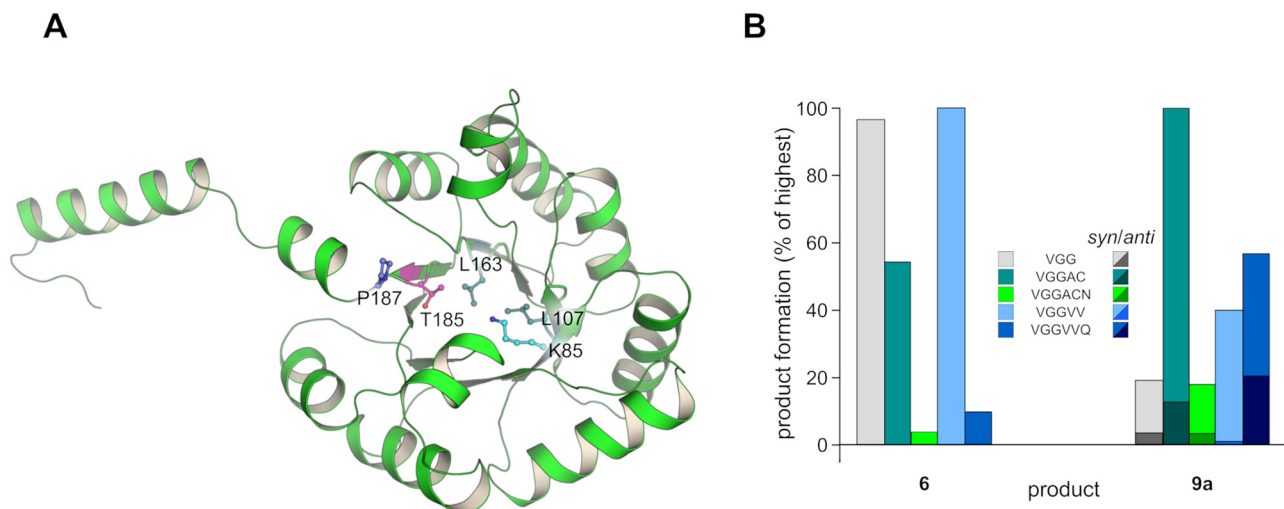 A
L163
P187
T185
L107
K85
B
product formation (% of highest)
100
80
60
40
20
0
syn/anti
VGG
VGGAC
VGGACN
VGGVV
VGGVVQ
6
product
9a